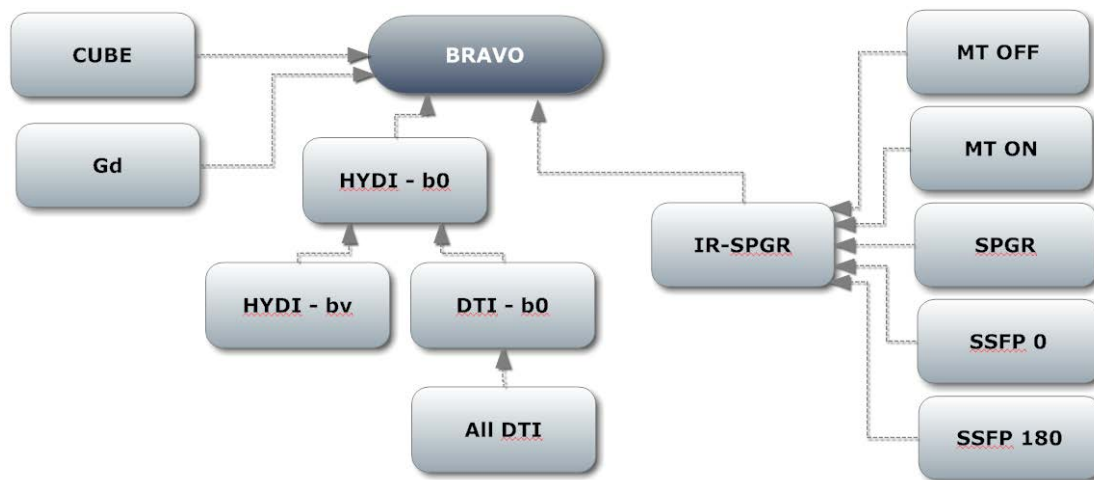 CUBE
BRAVO
MT OFF
Gd
HYDI - b0
MT ON
IR-SPGR
SPGR
HYDI - bv
DTI - b0
SSFP 0
All DTI
SSFP 180